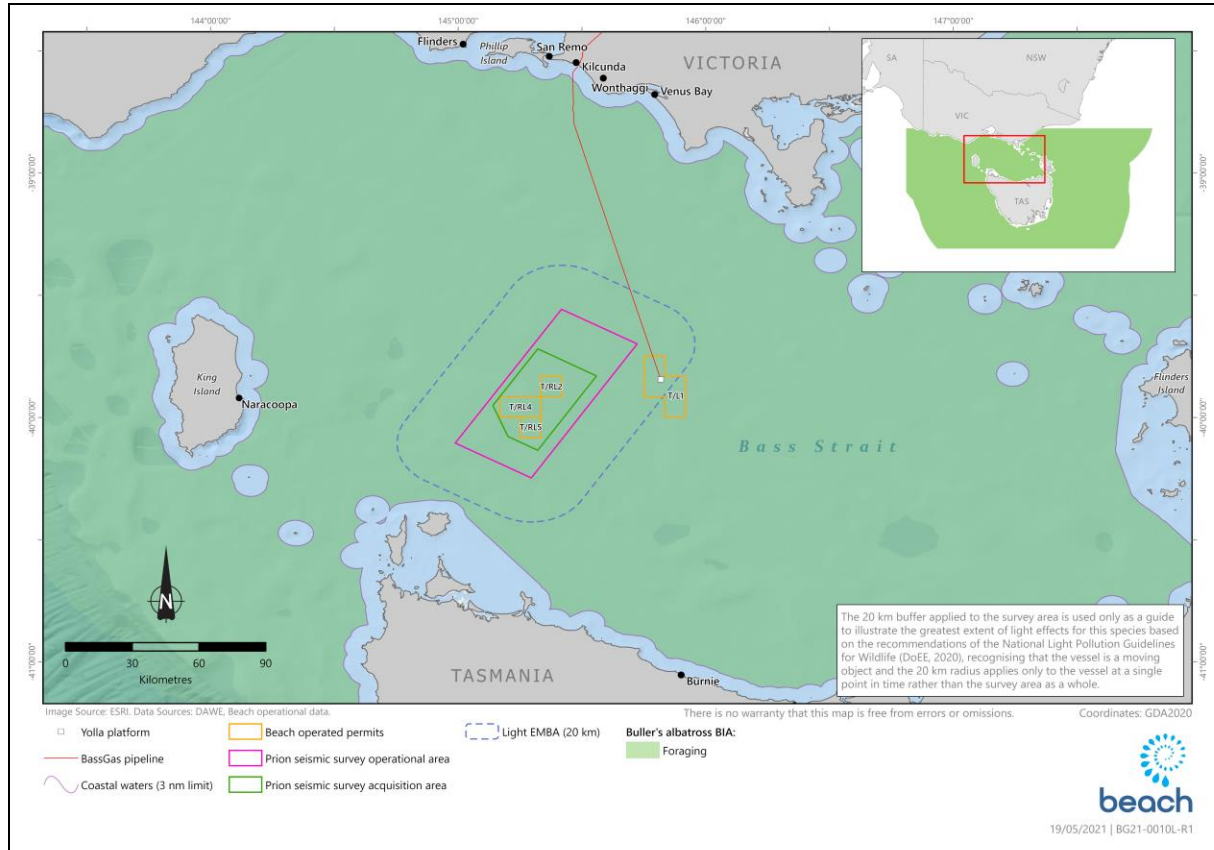 144°00'00"
145°00'00"
146°00'00"
147°00'00"
Flinders
Phillip
Island
San Remo
Kilcunda
Wonthaggi
Venus Bay
VICTORIA
SA
NSW
VIC
TAS
-39°00'00"
-39°00'00"
King
Island
Naracoopa
T/RL2
T/RL4
T/RL5
T/L1
Flinders
Island
-40°00'00"
-40°00'00"
Bass Strait
N
0 30 60 90
Kilometres
TASMANIA
Burnie
-41°00'00"
-41°00'00"
The 20 km buffer applied to the survey area is used only as a guide
to illustrate the greatest extent of light effects for this species based
on the recommendations of the National Light Pollution Guidelines
for Wildlife (DoEE, 2020), recognising that the vessel is a moving
object and the 20 km radius applies only to the vessel at a single
point in time rather than the survey area as a whole.
Image Source: ESRI. Data Sources: DAWE, Beach operational data.
There is no warranty that this map is free from errors or omissions.
Coordinates: GDA2020
Yolla platform
BassGas pipeline
Coastal waters (3 nm limit)
Beach operated permits
Prion seismic survey operational area
Prion seismic survey acquisition area
Light EMBA (20 km)
Buller's albatross BIA:
Foraging
beach
19/05/2021 | BG21-0010L-R1